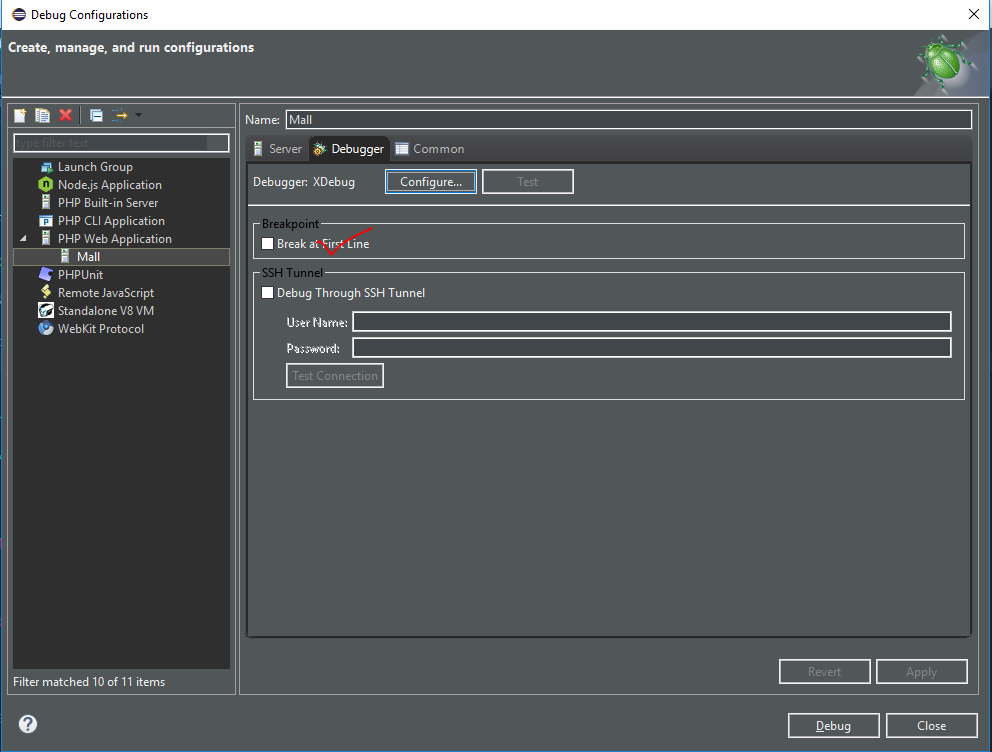 Debug Configurations
Create, manage, and run configurations
type filter text
Launch Group
Node.js Application
PHP Built-in Server
PHP CLI Application
PHP Web Application
Mall
PHPUnit
Remote JavaScript
Standalone V8 VM
WebKit Protocol
Filter matched 10 of 11 items
Name: Mall
Server Debugger Common
Debugger: XDebug Configure... Test
Breakpoint
Break at First Line
SSH Tunnel
Debug Through SSH Tunnel
User Name:
Password:
Test Connection
Revert Apply
Debug Close